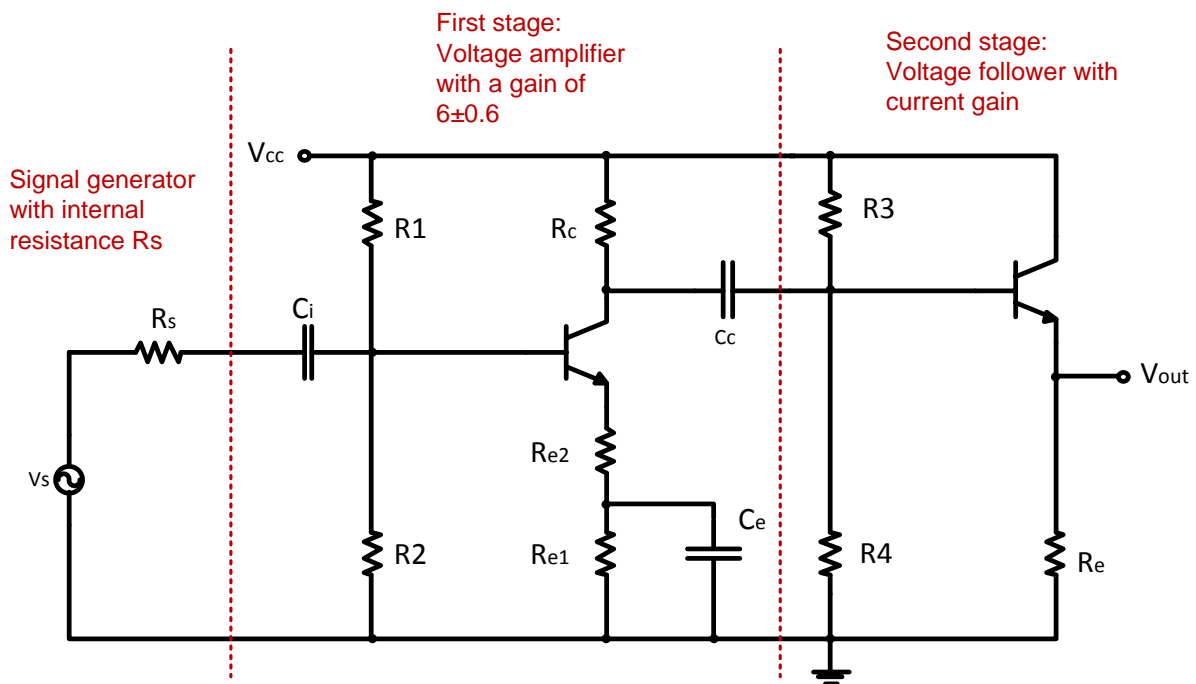 First stage:
Voltage amplifier
with a gain of
6±0.6
Second stage:
Voltage follower with
current gain
Signal generator
with internal
resistance Rs
Vcc
R1
Rc
R3
Rs
Ci
Cc
Vout
Re2
Vs
Ce
R2
Re1
R4
Re